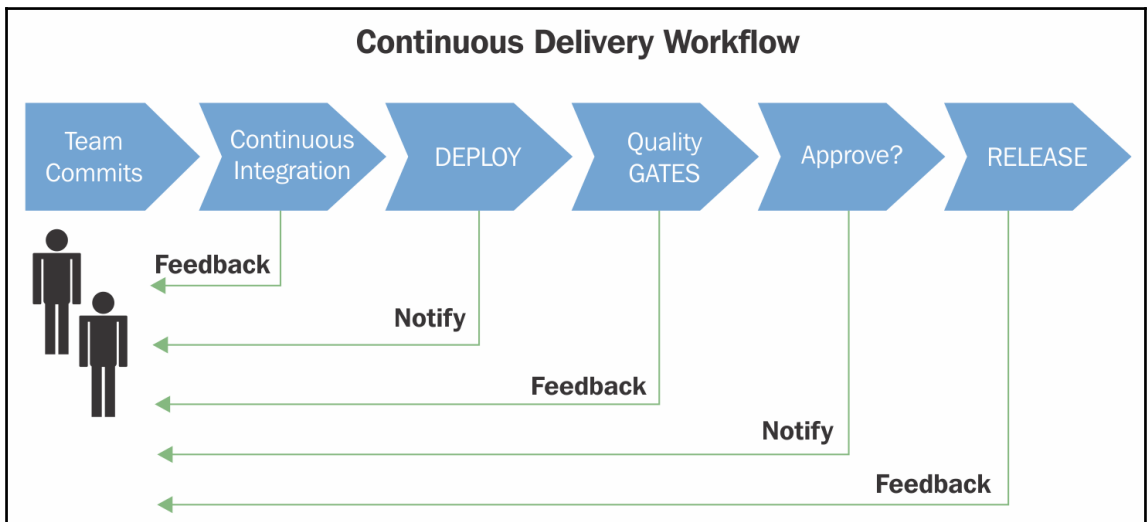 Continuous Delivery Workflow
Team
Commits
Continuous
Integration
DEPLOY
Quality
GATES
Approve?
RELEASE
Feedback
Notify
Feedback
Notify
Feedback